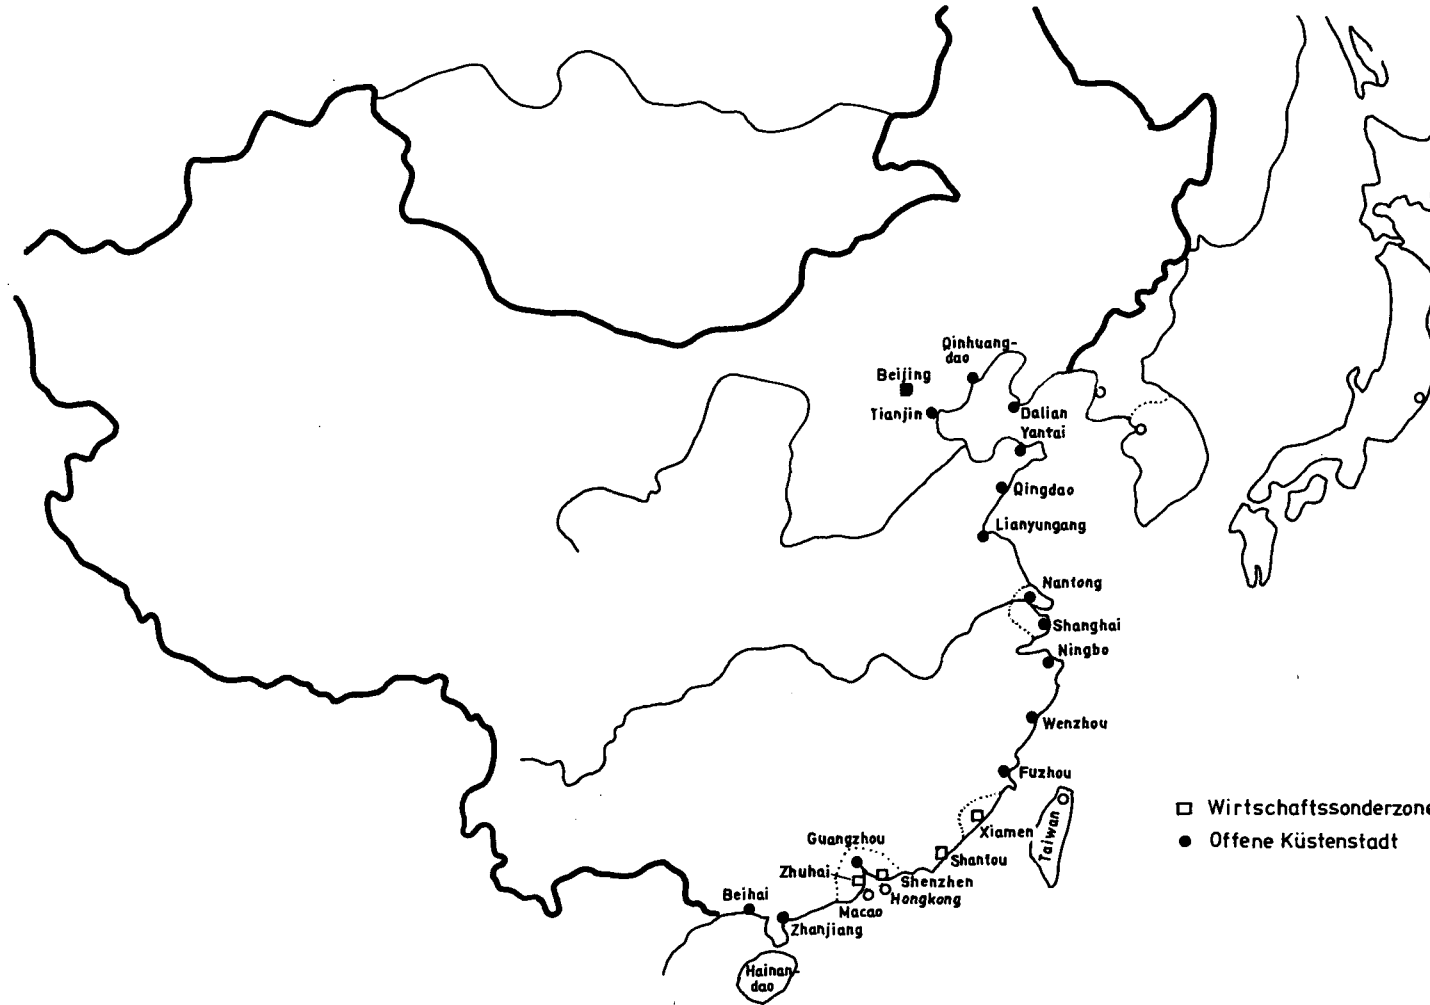 Qinhuang-
dao
Beijing
Tianjin
Dalian
Yantai
Qingdao
Lianyungang
Nantong
Shanghai
Ningbo
Wenzhou
Fuzhou
Xiamen
Taiwan
Shantou
Guangzhou
Zhuhai
Shenzhen
Hongkong
Macao
Beihai
Zhanjiang
Hainan-
dao
Wirtschaftssonderzone
Offene Küstenstadt